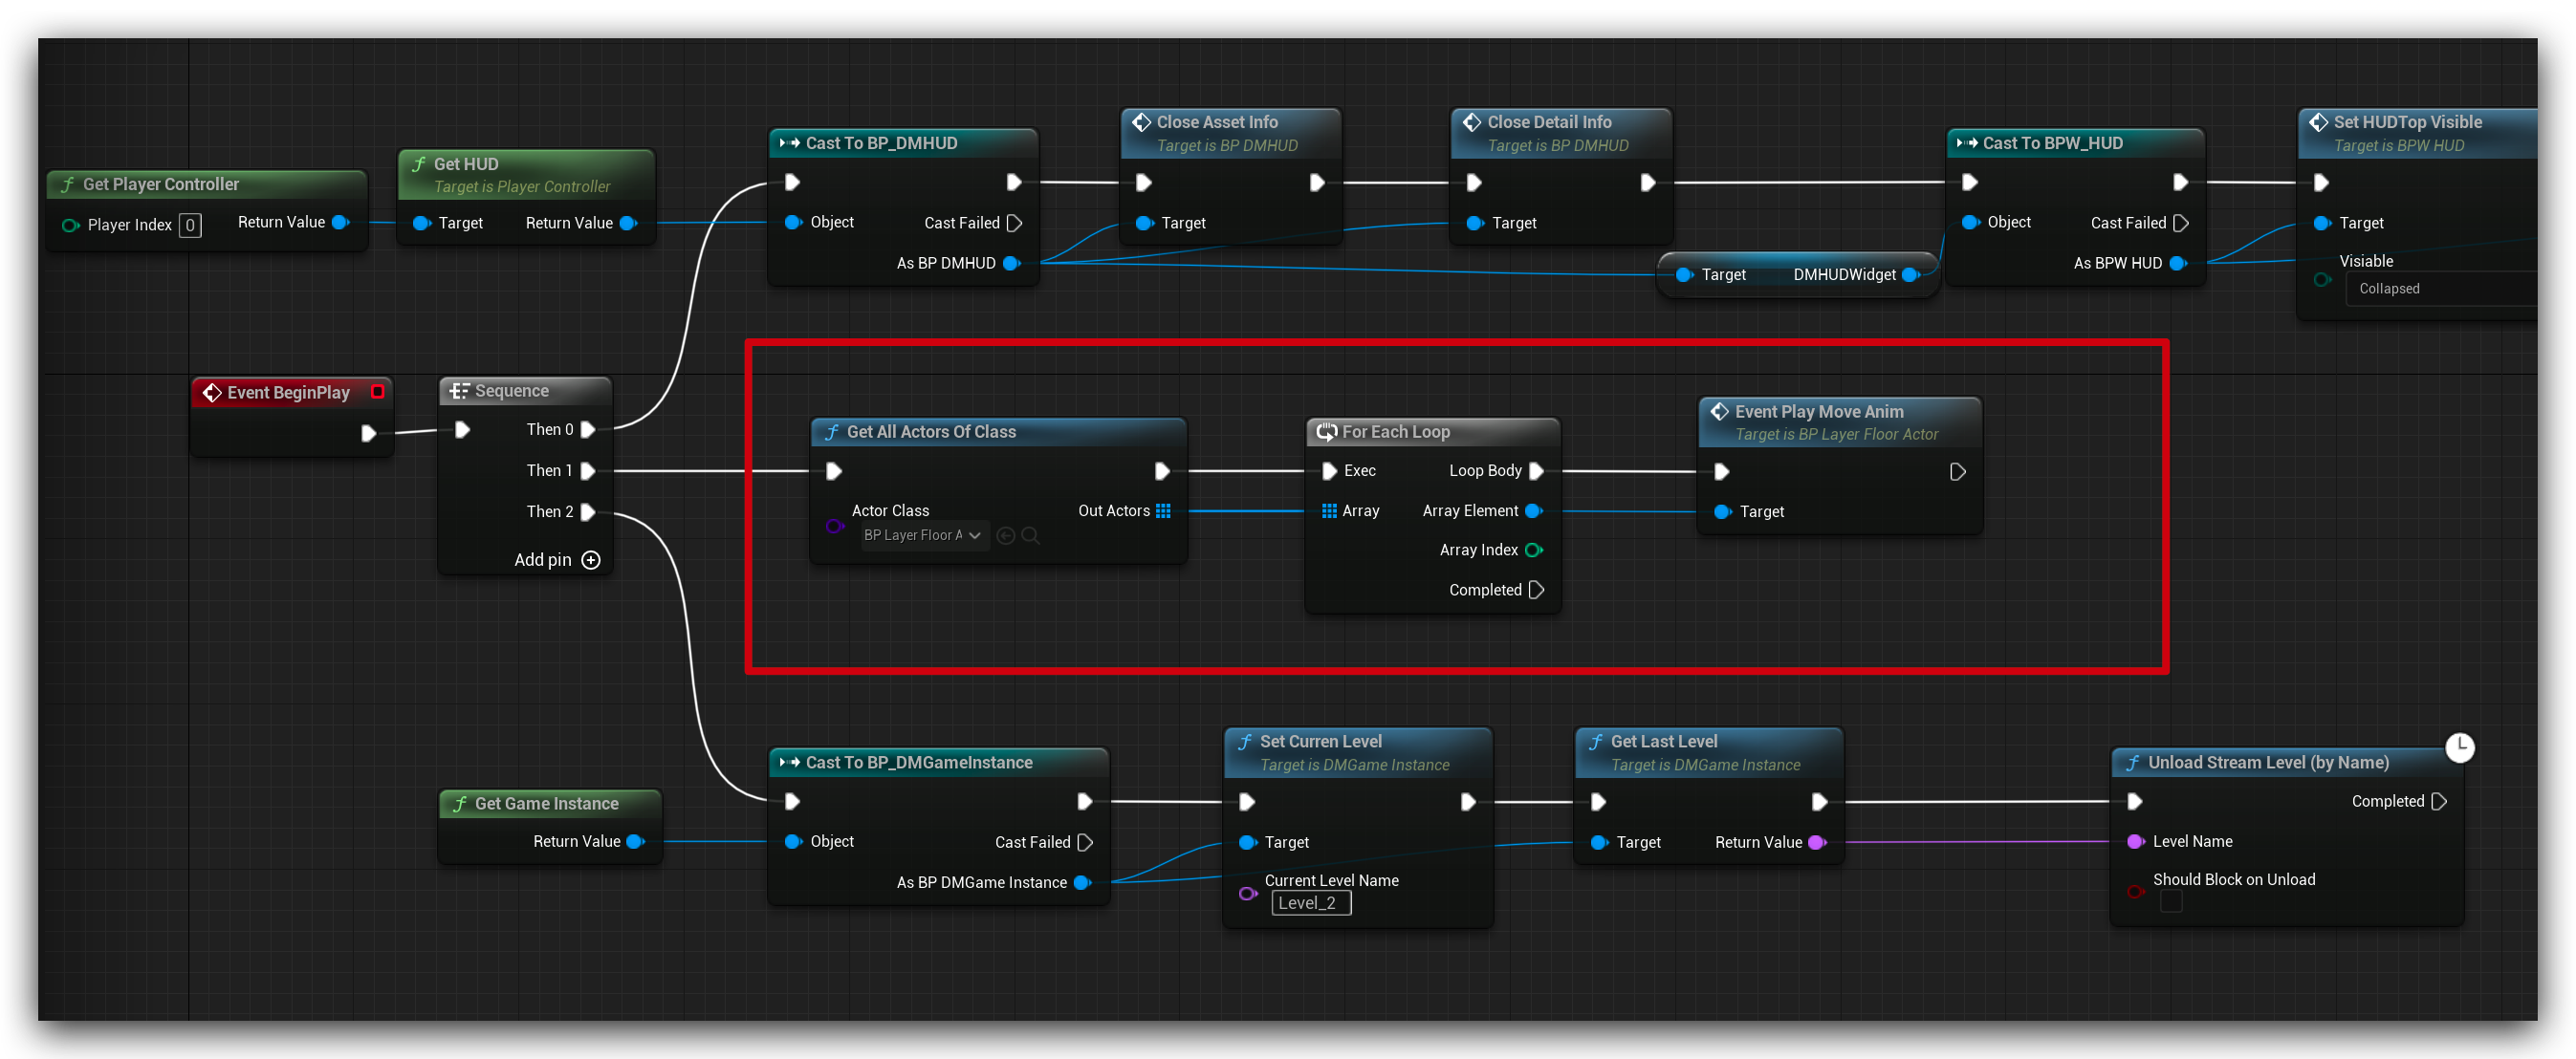 Get Player Controller
Player Index 0
Return Value
Get HUD
Target is Player Controller
Target
Return Value
Cast To BP_DMHUD
Object
Cast Failed
As BP DMHUD
Close Asset Info
Target is BP DMHUD
Target
Close Detail Info
Target is BP DMHUD
Target
Target
DMHUDWidget
Cast To BPW_HUD
Object
Cast Failed
As BPW HUD
Set HUDTop Visible
Target is BPW HUD
Target
Visiable
Collapsed
Event BeginPlay
Sequence
Then 0
Then 1
Then 2
Add pin
Get All Actors Of Class
Actor Class
BP Layer Floor A
Out Actors
For Each Loop
Exec
Loop Body
Array
Array Element
Array Index
Completed
Event Play Move Anim
Target is BP Layer Floor Actor
Target
Get Game Instance
Return Value
Cast To BP_DMGameInstance
Object
Cast Failed
As BP DMGame Instance
Set Curren Level
Target is DMGame Instance
Target
Current Level Name
Level_2
Get Last Level
Target is DMGame Instance
Target
Return Value
Unload Stream Level (by Name)
Completed
Level Name
Should Block on Unload